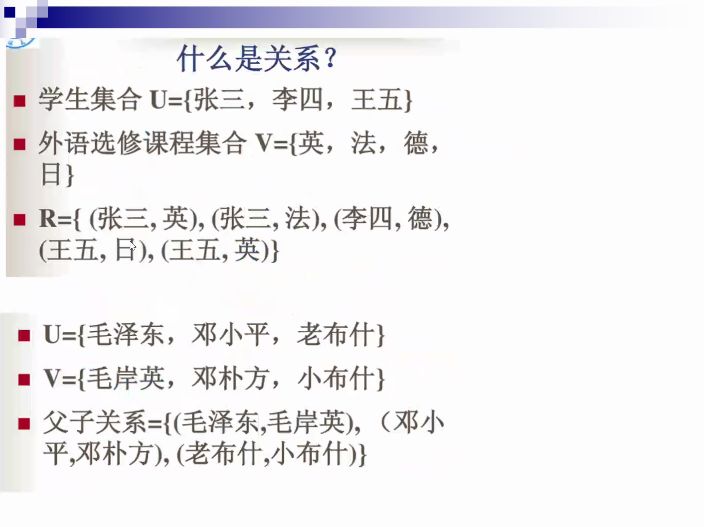 什么是关系？
学生集合 U={张三，李四，王五}
外语选修课程集合 V={英，法，德，
日}
R={ (张三, 英), (张三, 法), (李四, 德),
(王五, 日), (王五, 英)}
U={毛泽东，邓小平，老布什}
V={毛岸英，邓朴方，小布什}
父子关系={(毛泽东,毛岸英), （邓小
平,邓朴方), (老布什,小布什)}